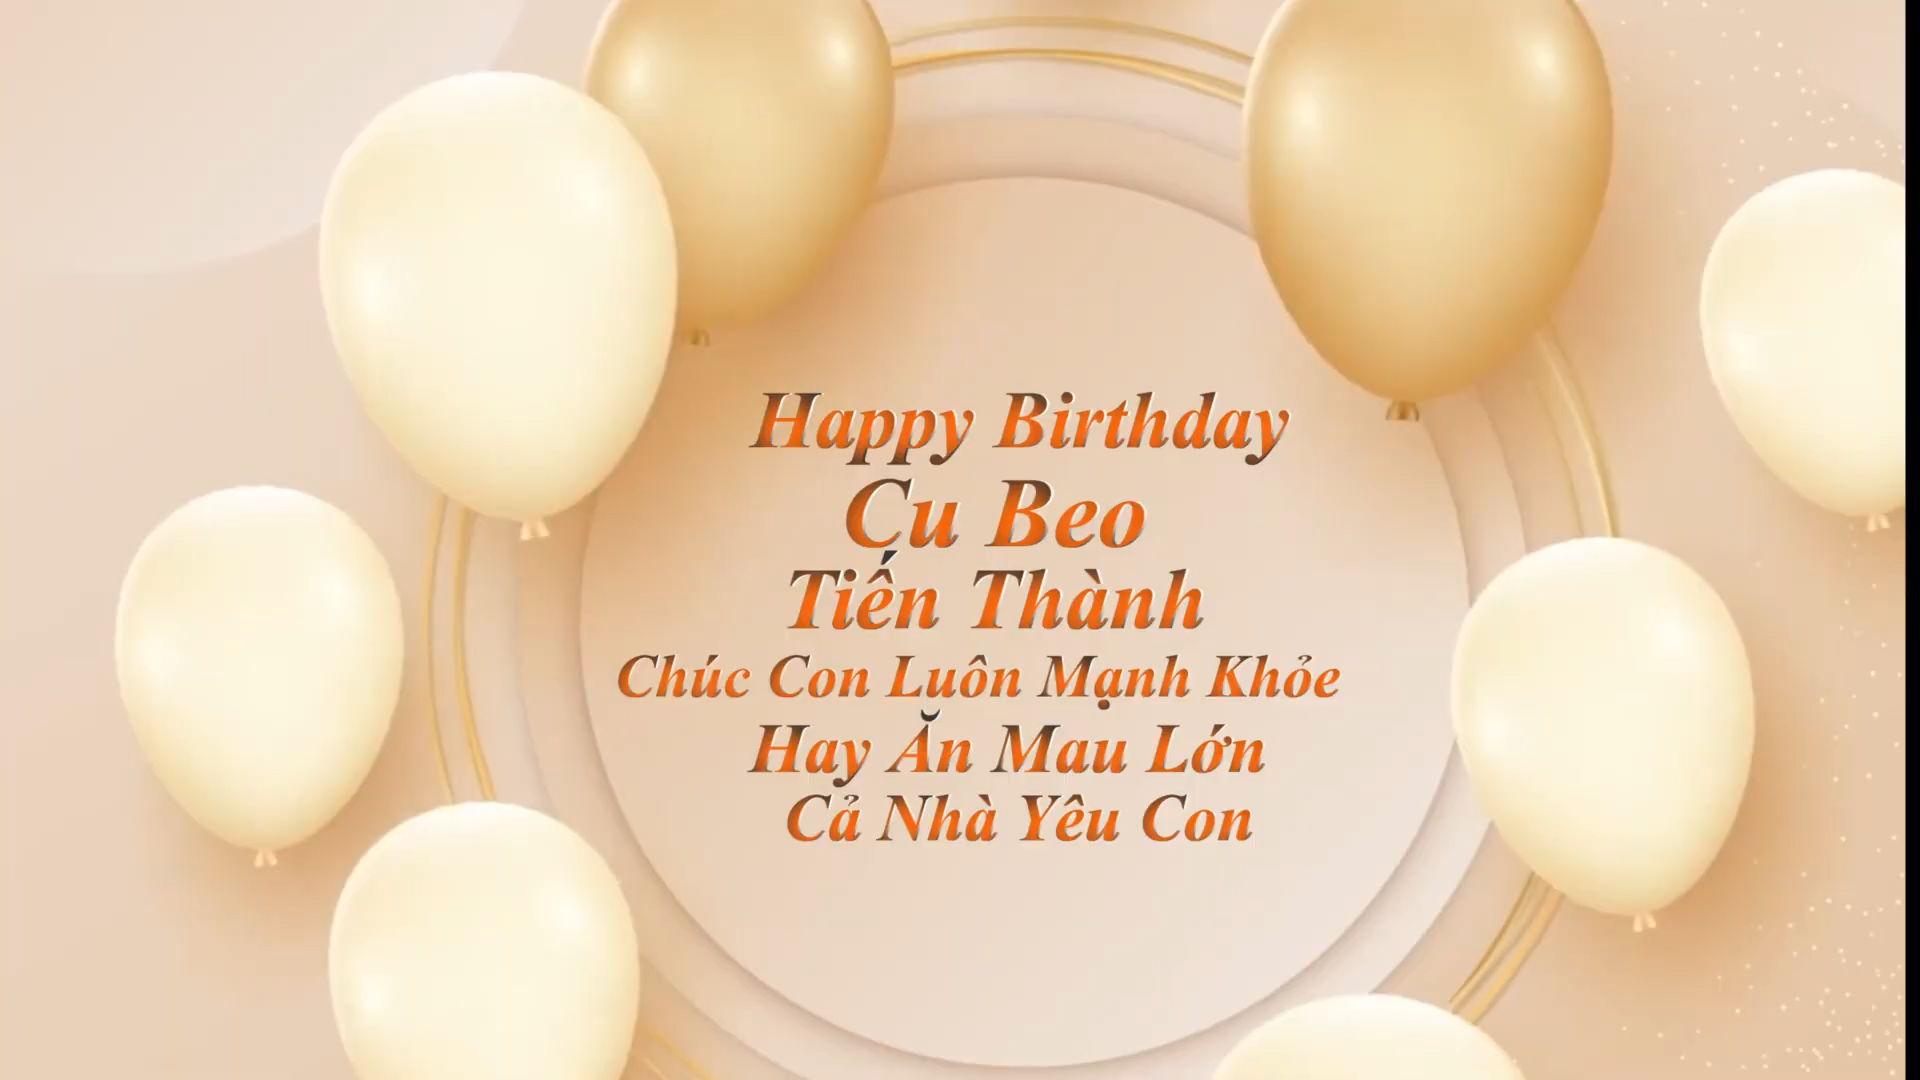 Happy Birthday
Cu Beo
Tiến Thành
Chúc Con Luôn Mạnh Khỏe
Hay Ăn Mau Lớn
Cả Nhà Yêu Con